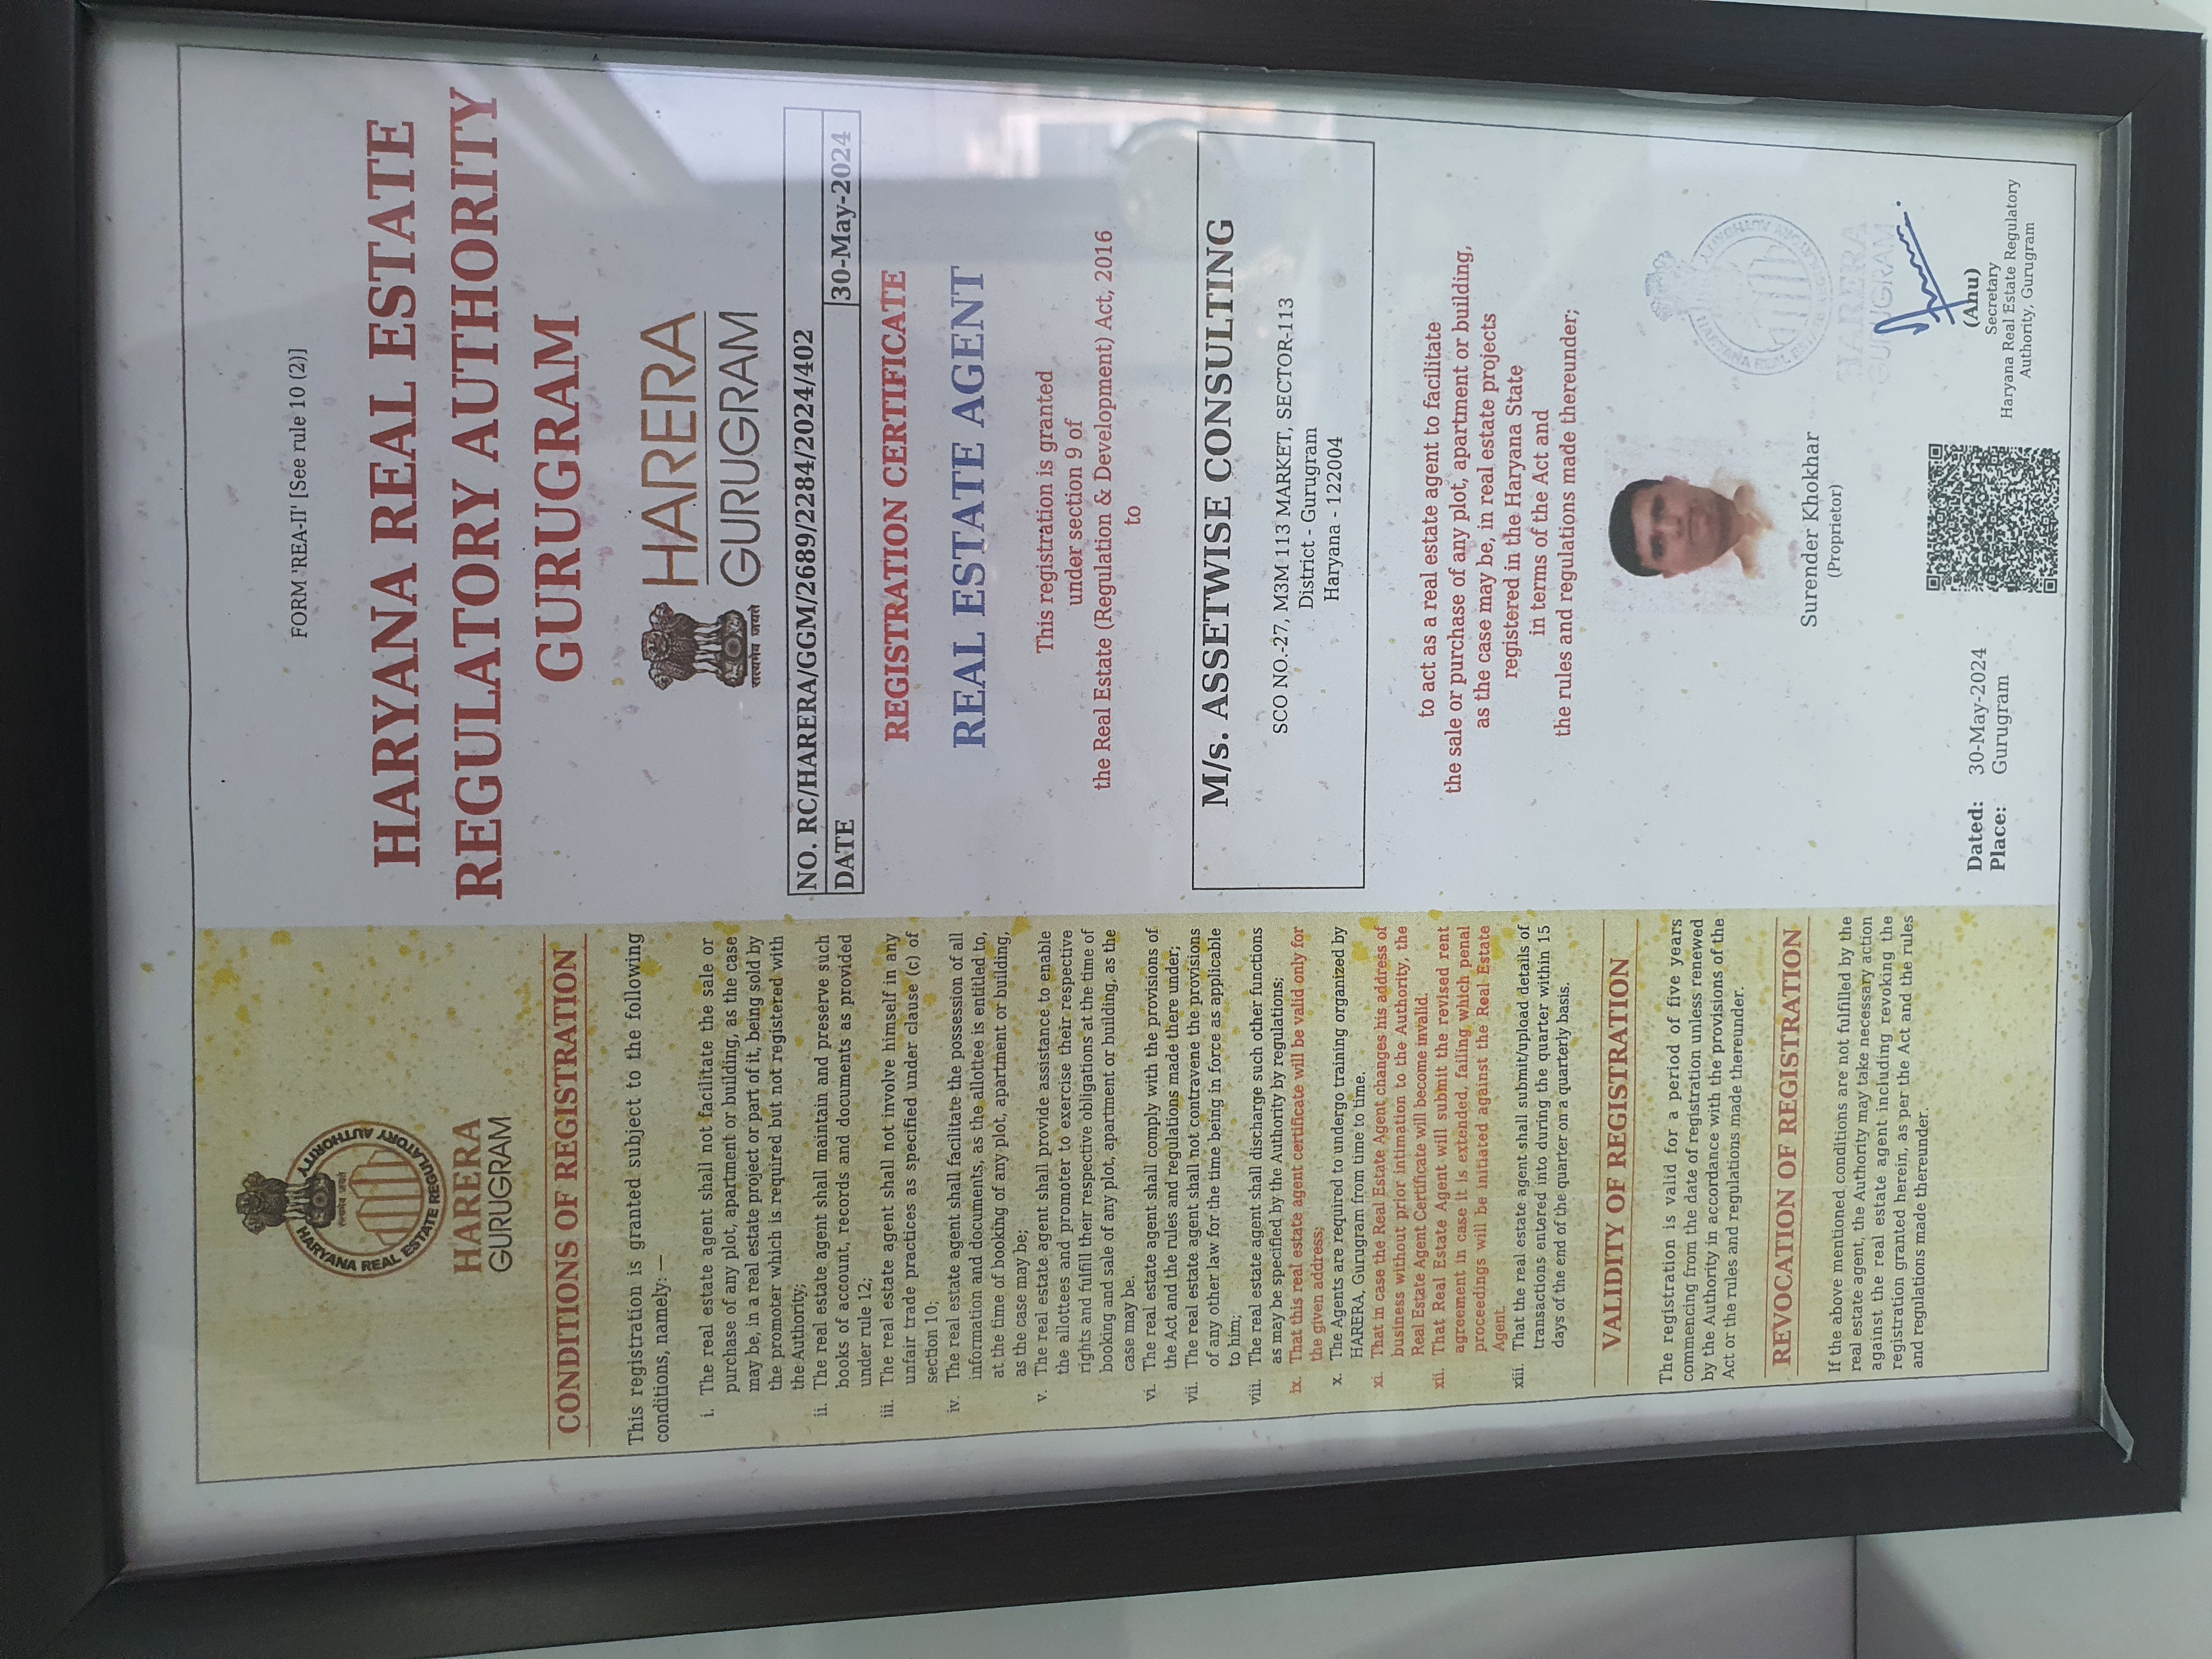 HARYANA REAL ESTATE REGULATORY AUTHORITY
HARERA
GURUGRAM
CONDITIONS OF REGISTRATION
This registration is granted subject to the following
conditions, namely: —
i. The real estate agent shall not facilitate the sale or
purchase of any plot, apartment or building, as the case
may be, in a real estate project or part of it, being sold by
the promoter which is required but not registered with
the Authority;
ii. The real estate agent shall maintain and preserve such
books of account, records and documents as provided
under rule 12;
iii. The real estate agent shall not involve himself in any
unfair trade practices as specified under clause (c) of
section 10;
iv. The real estate agent shall facilitate the possession of all
information and documents, as the allottee is entitled to,
at the time of booking of any plot, apartment or building,
as the case may be;
v. The real estate agent shall provide assistance to enable
the allottees and promoter to exercise their respective
rights and fulfill their respective obligations at the time of
booking and sale of any plot, apartment or building, as the
case may be.
vi. The real estate agent shall comply with the provisions of
the Act and the rules and regulations made there under;
vii. The real estate agent shall not contravene the provisions
of any other law for the time being in force as applicable
to him;
viii. The real estate agent shall discharge such other functions
as may be specified by the Authority by regulations;
ix. That this real estate agent certificate will be valid only for
the given address;
x. The Agents are required to undergo training organized by
HARERA, Gurugram from time to time.
xi. That in case the Real Estate Agent changes his address of
business without prior intimation to the Authority, the
Real Estate Agent Certificate will become invalid.
xii. That Real Estate Agent will submit the revised rent
agreement in case it is extended, failing which penal
proceedings will be initiated against the Real Estate
Agent.
xiii. That the real estate agent shall submit/upload details of
transactions entered into during the quarter within 15
days of the end of the quarter on a quarterly basis.
VALIDITY OF REGISTRATION
The registration is valid for a period of five years
commencing from the date of registration unless renewed
by the Authority in accordance with the provisions of the
Act or the rules and regulations made thereunder.
REVOCATION OF REGISTRATION
If the above mentioned conditions are not fulfilled by the
real estate agent, the Authority may take necessary action
against the real estate agent including revoking the
registration granted herein, as per the Act and the rules
and regulations made thereunder.
FORM 'REA-II' [See rule 10 (2)]
HARYANA REAL ESTATE
REGULATORY AUTHORITY
GURUGRAM
सत्यमेव जयते
HARERA
GURUGRAM
NO. RC/HARERA/GGM/2689/2284/2024/402
DATE 30-May-2024
REGISTRATION CERTIFICATE
REAL ESTATE AGENT
This registration is granted
under section 9 of
the Real Estate (Regulation & Development) Act, 2016
to
M/s. ASSETWISE CONSULTING
SCO NO.-27, M3M 113 MARKET, SECTOR-113
District - Gurugram
Haryana - 122004
to act as a real estate agent to facilitate
the sale or purchase of any plot, apartment or building,
as the case may be, in real estate projects
registered in the Haryana State
in terms of the Act and
the rules and regulations made thereunder;
Surender Khokhar
(Proprietor)
HARERA
GURUGRAM
Dated: 30-May-2024
Place: Gurugram
(Anu)
Secretary
Haryana Real Estate Regulatory
Authority, Gurugram